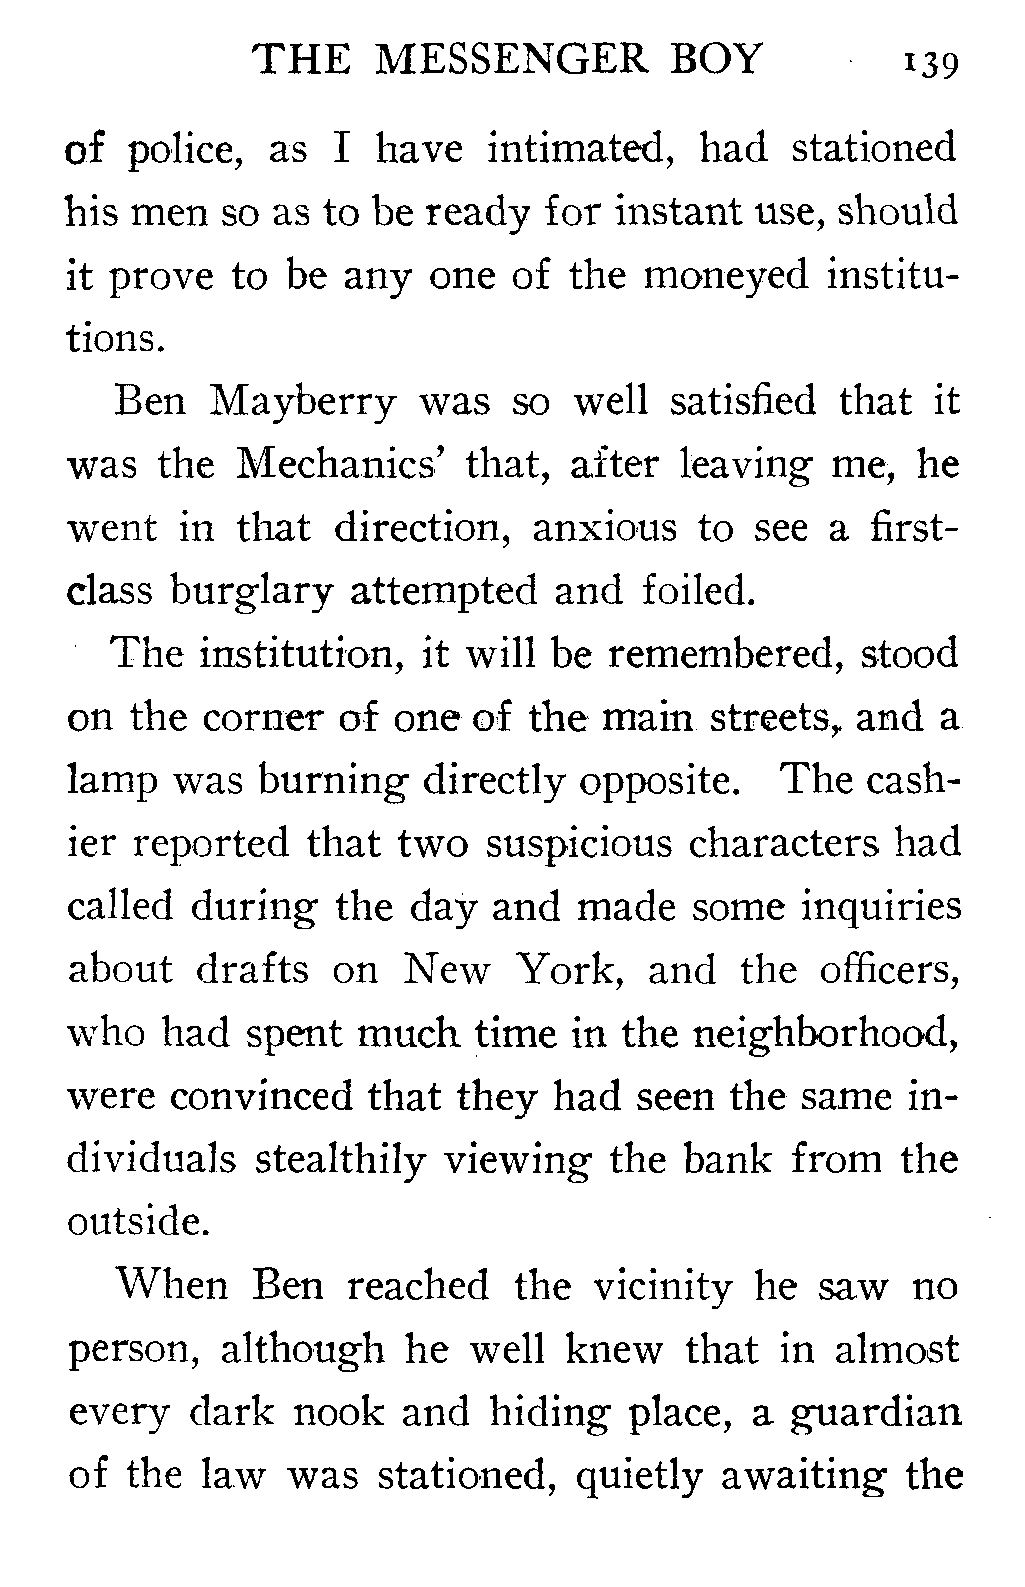 THE MESSENGER BOY 139
of police, as I have intimated, had stationed
his men so as to be ready for instant use, should
it prove to be any one of the moneyed institu-
tions.
Ben Mayberry was so well satisfied that it
was the Mechanics' that, after leaving me, he
went in that direction, anxious to see a first-
class burglary attempted and foiled.
The institution, it will be remembered, stood
on the corner of one of the main streets, and a
lamp was burning directly opposite. The cash-
ier reported that two suspicious characters had
called during the day and made some inquiries
about drafts on New York, and the officers,
who had spent much time in the neighborhood,
were convinced that they had seen the same in-
dividuals stealthily viewing the bank from the
outside.
When Ben reached the vicinity he saw no
person, although he well knew that in almost
every dark nook and hiding place, a guardian
of the law was stationed, quietly awaiting the